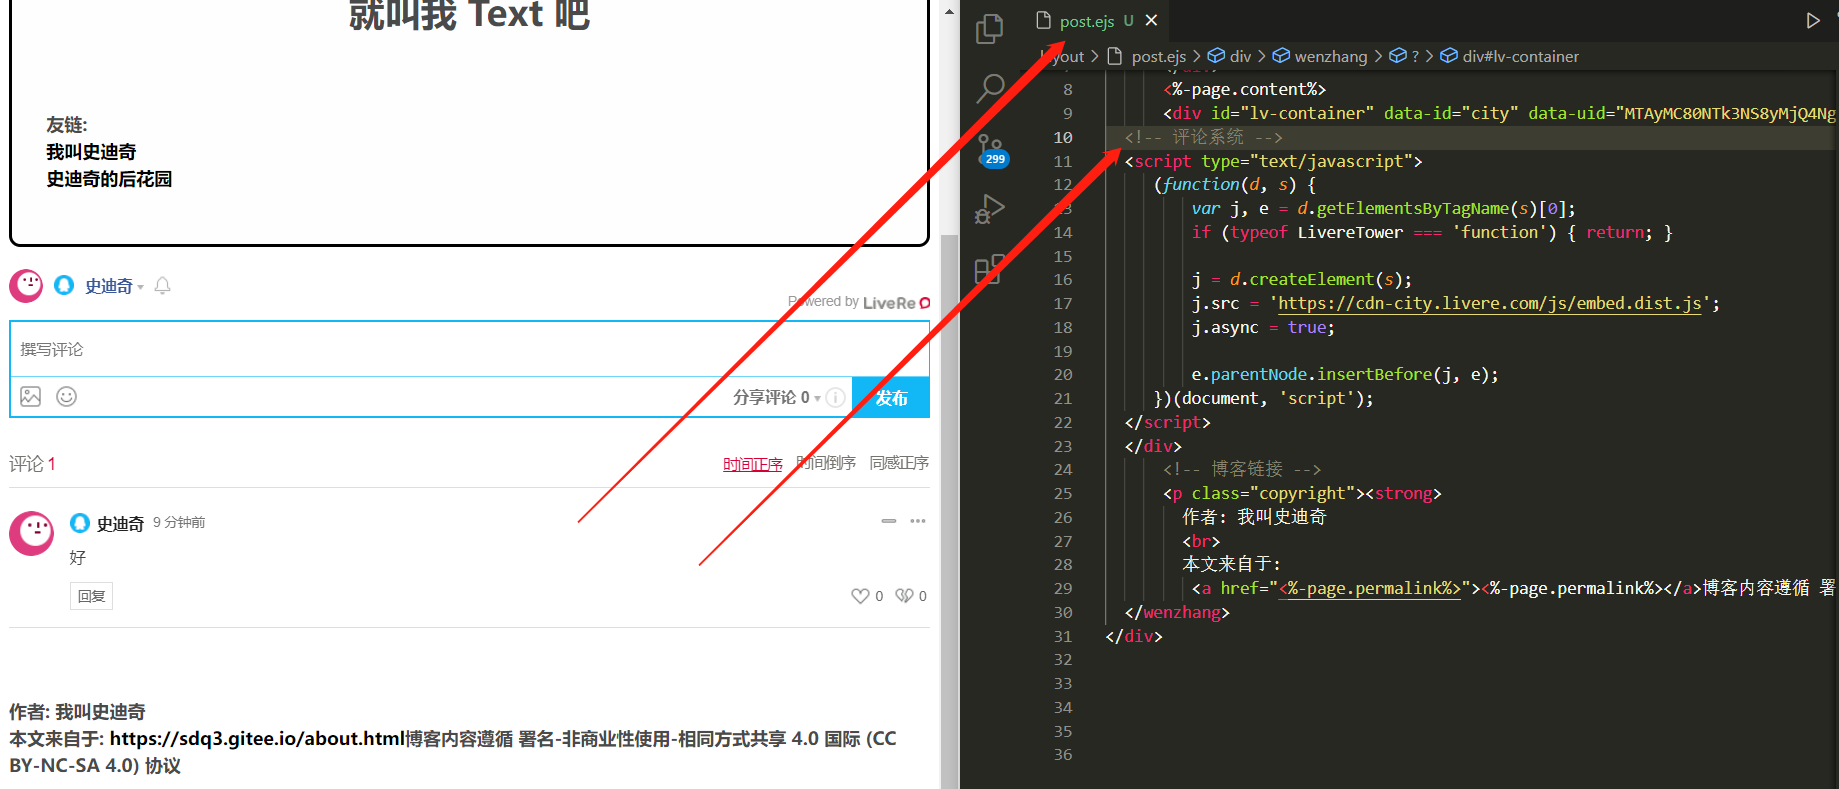 就叫我 Text 吧
友链:
我叫史迪奇
史迪奇的后花园
史迪奇
Powered by LiveRe
撰写评论
分享评论 0
发布
评论 1
时间正序 时间倒序 同感正序
史迪奇 9 分钟前
好
回复
0 0
作者: 我叫史迪奇
本文来自于: https://sdq3.gitee.io/about.html博客内容遵循 署名-非商业性使用-相同方式共享 4.0 国际 (CC
BY-NC-SA 4.0) 协议
299
post.ejs U
layout > post.ejs > div > wenzhang > ? > div#lv-container
8 <%-page.content%>
9 <div id="lv-container" data-id="city" data-uid="MTAyMC80NTk3NS8yMjQ4Ng
10 <!-- 评论系统 -->
11 <script type="text/javascript">
12 (function(d, s) {
13 var j, e = d.getElementsByTagName(s)[0];
14 if (typeof LivereTower === 'function') { return; }
15
16 j = d.createElement(s);
17 j.src = 'https://cdn-city.livere.com/js/embed.dist.js';
18 j.async = true;
19
20 e.parentNode.insertBefore(j, e);
21 })(document, 'script');
22 </script>
23 </div>
24 <!-- 博客链接 -->
25 <p class="copyright"><strong>
26 作者: 我叫史迪奇
27 <br>
28 本文来自于:
29 <a href="<%-page.permalink%>"><%-page.permalink%></a>博客内容遵循 署
30 </wenzhang>
31 </div>
32
33
34
35
36